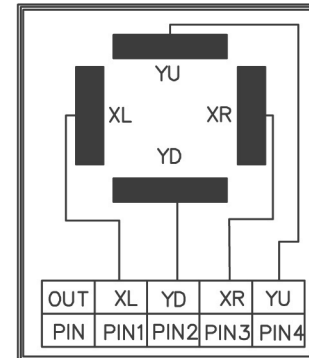 YU
XL XR
YD
OUT XL YD XR YU
PIN PIN1 PIN2 PIN3 PIN4